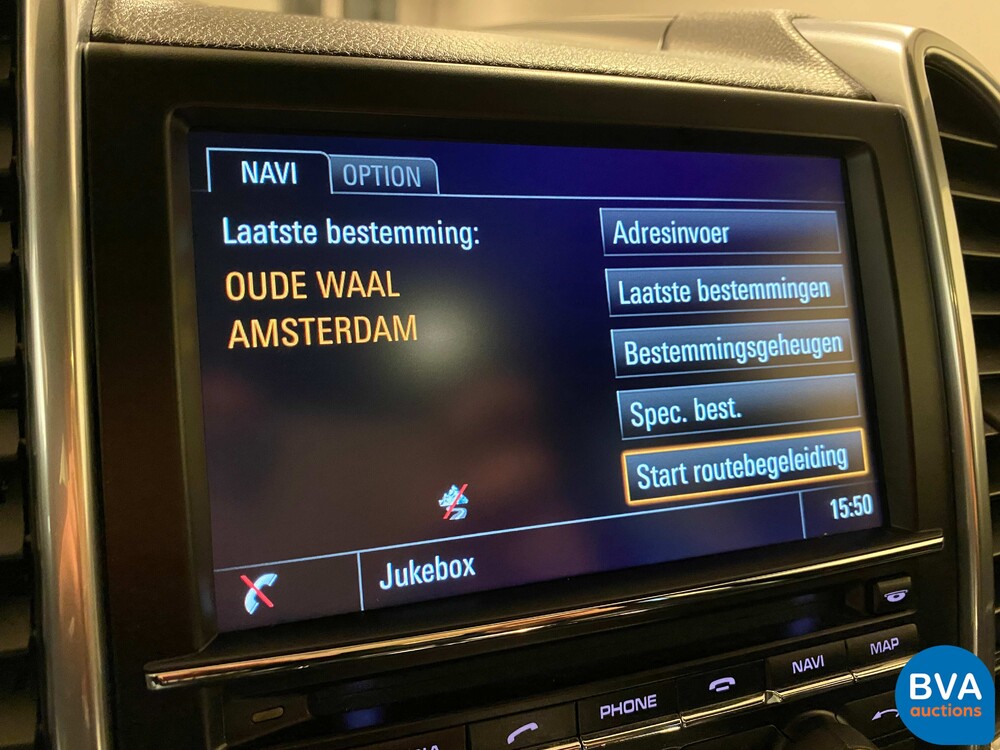 NAVI
OPTION
Laatste bestemming:
OUDE WAAL
AMSTERDAM
Adresinvoer
Laatste bestemmingen
Bestemmingsgeheugen
Spec. best.
Start routebegeleiding
15:50
Jukebox
PHONE
NAVI
MAP
BVA
auctions